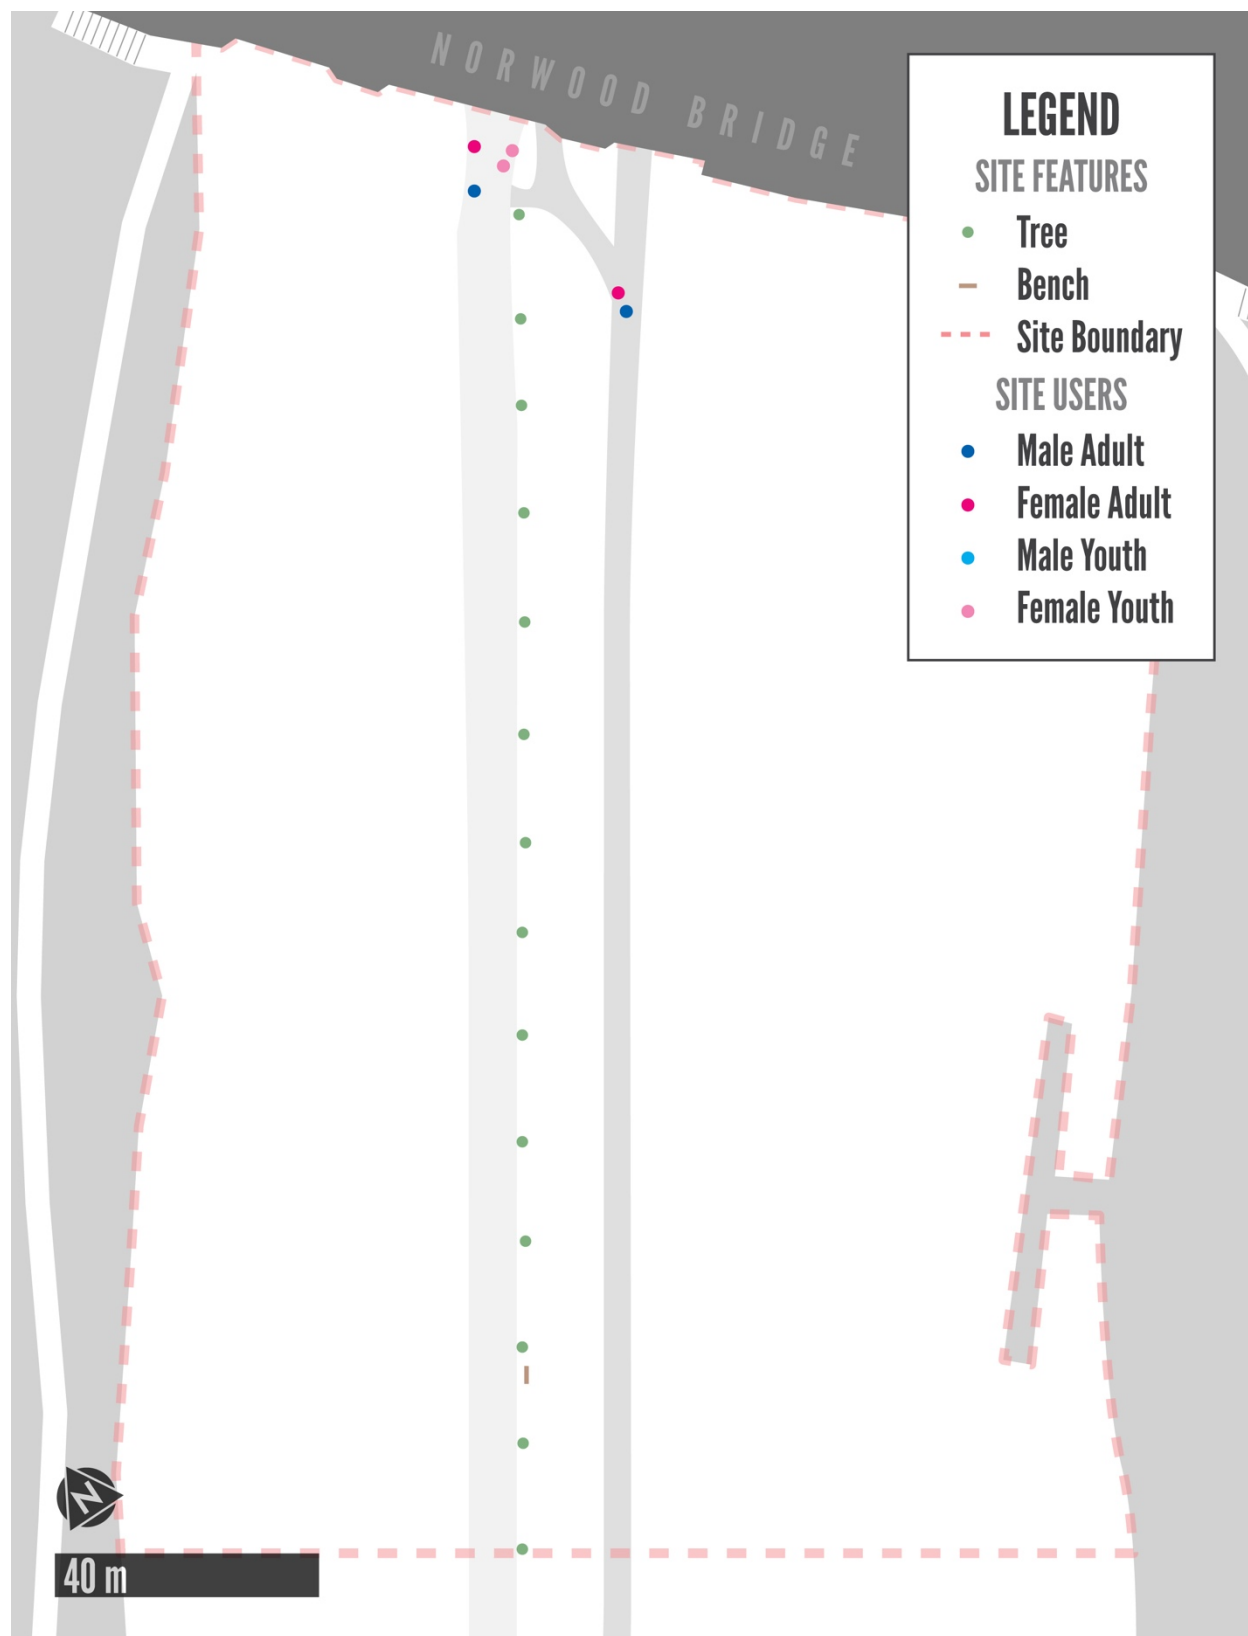 NORWOOD BRIDGE
LEGEND
SITE FEATURES
Tree
Bench
Site Boundary
SITE USERS
Male Adult
Female Adult
Male Youth
Female Youth
N
40 m